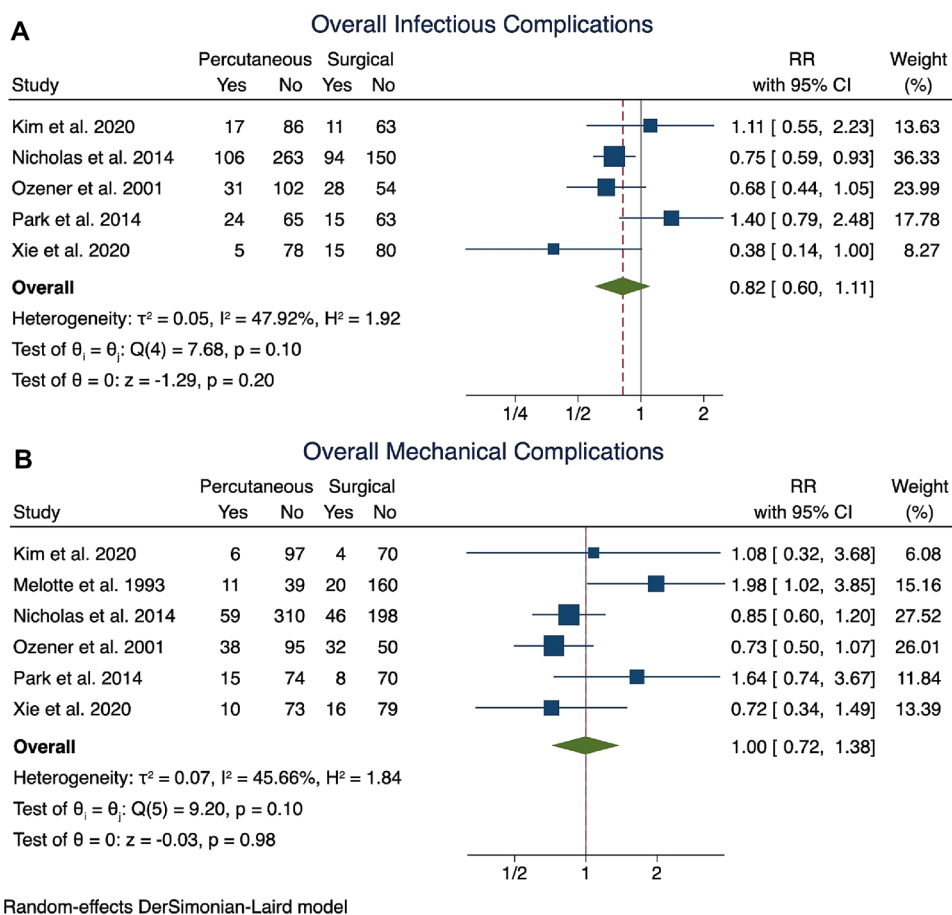 A
Overall Infectious Complications
Percutaneous Surgical RR Weight
Study Yes No Yes No with 95% CI (%)
Kim et al. 2020 17 86 11 63 1.11 [ 0.55, 2.23] 13.63
Nicholas et al. 2014 106 263 94 150 0.75 [ 0.59, 0.93] 36.33
Ozener et al. 2001 31 102 28 54 0.68 [ 0.44, 1.05] 23.99
Park et al. 2014 24 65 15 63 1.40 [ 0.79, 2.48] 17.78
Xie et al. 2020 5 78 15 80 0.38 [ 0.14, 1.00] 8.27
Overall 0.82 [ 0.60, 1.11]
Heterogeneity: τ² = 0.05, I² = 47.92%, H² = 1.92
Test of θᵢ = θⱼ: Q(4) = 7.68, p = 0.10
Test of θ = 0: z = -1.29, p = 0.20
1/4 1/2 1 2
B
Overall Mechanical Complications
Percutaneous Surgical RR Weight
Study Yes No Yes No with 95% CI (%)
Kim et al. 2020 6 97 4 70 1.08 [ 0.32, 3.68] 6.08
Melotte et al. 1993 11 39 20 160 1.98 [ 1.02, 3.85] 15.16
Nicholas et al. 2014 59 310 46 198 0.85 [ 0.60, 1.20] 27.52
Ozener et al. 2001 38 95 32 50 0.73 [ 0.50, 1.07] 26.01
Park et al. 2014 15 74 8 70 1.64 [ 0.74, 3.67] 11.84
Xie et al. 2020 10 73 16 79 0.72 [ 0.34, 1.49] 13.39
Overall 1.00 [ 0.72, 1.38]
Heterogeneity: τ² = 0.07, I² = 45.66%, H² = 1.84
Test of θᵢ = θⱼ: Q(5) = 9.20, p = 0.10
Test of θ = 0: z = -0.03, p = 0.98
1/2 1 2
Random-effects DerSimonian-Laird model